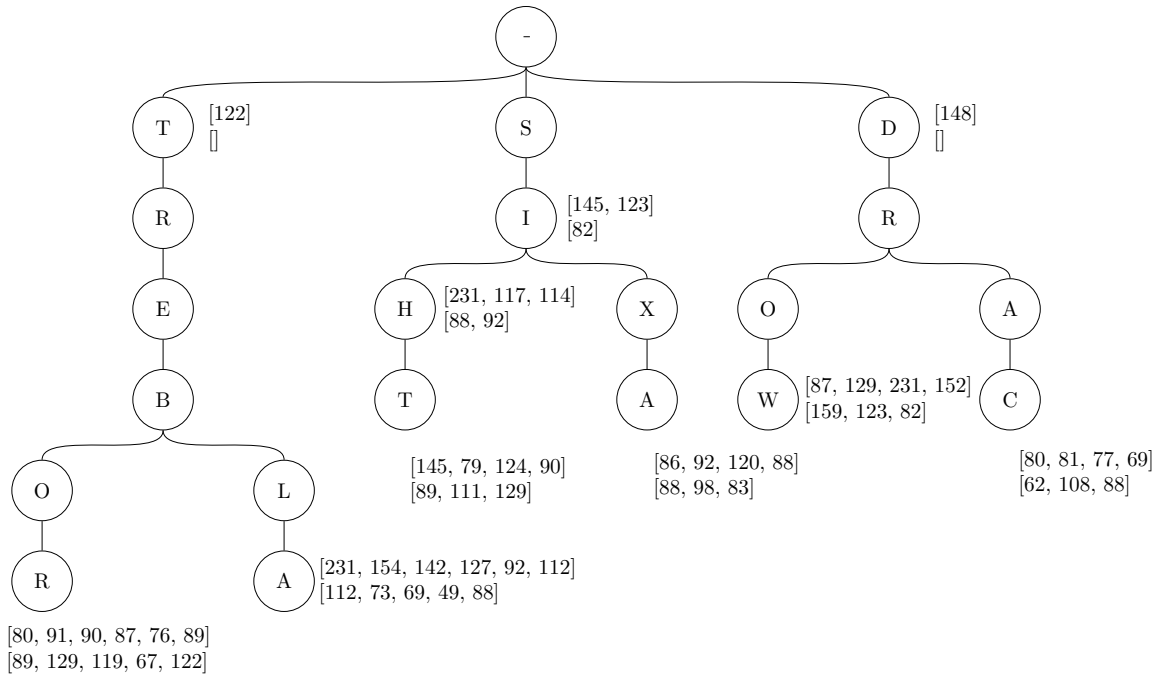 -
T [122]
[]
S
D [148]
[]
R
I [145, 123]
[82]
R
E
H [231, 117, 114]
[88, 92]
X
O
A
B
T
A
W [87, 129, 231, 152]
[159, 123, 82]
C
[145, 79, 124, 90]
[89, 111, 129]
[86, 92, 120, 88]
[88, 98, 83]
[80, 81, 77, 69]
[62, 108, 88]
O
L
R
A [231, 154, 142, 127, 92, 112]
[112, 73, 69, 49, 88]
[80, 91, 90, 87, 76, 89]
[89, 129, 119, 67, 122]